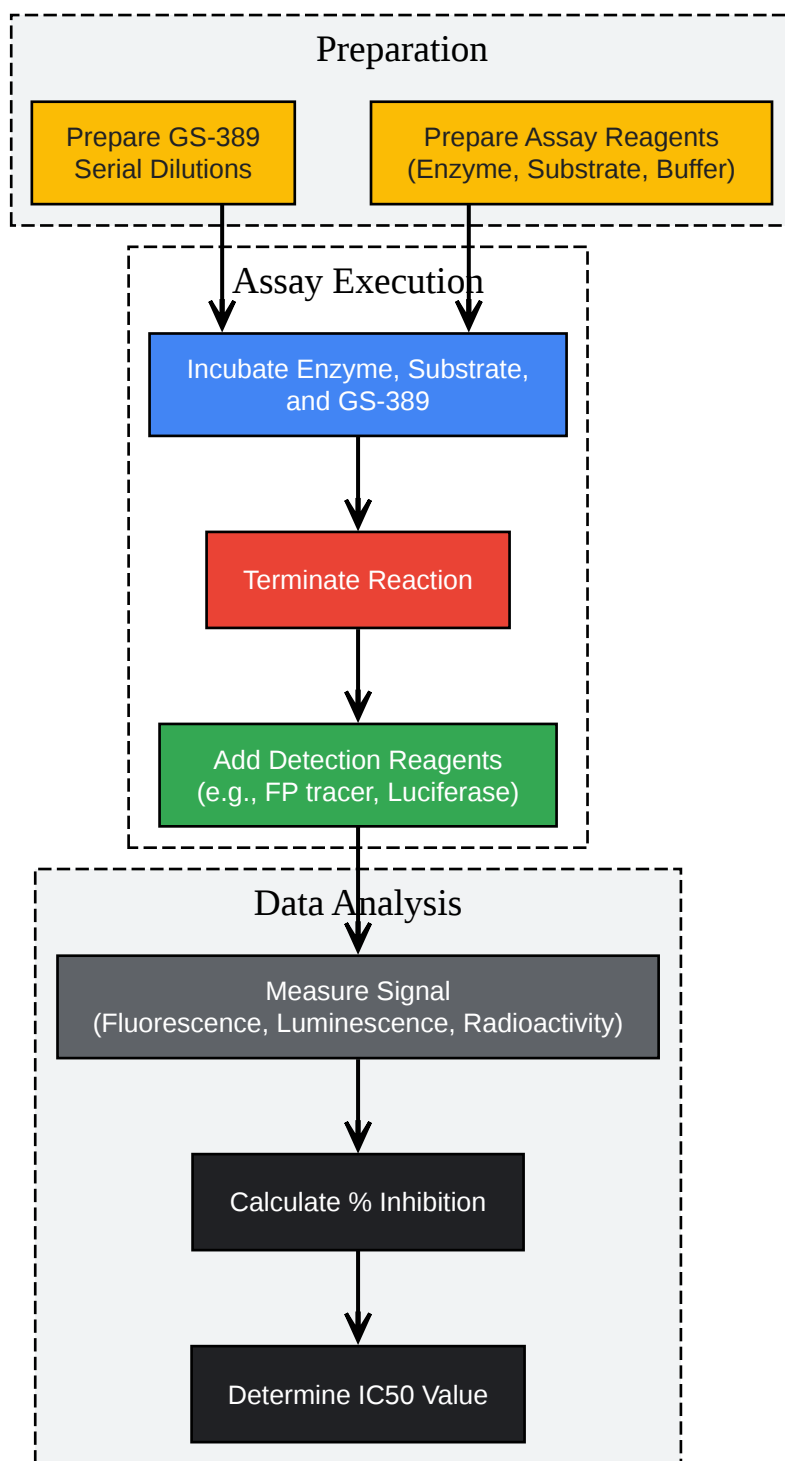 Preparation
Prepare GS-389
Serial Dilutions
Prepare Assay Reagents
(Enzyme, Substrate, Buffer)
Assay Execution
Incubate Enzyme, Substrate,
and GS-389
Terminate Reaction
Add Detection Reagents
(e.g., FP tracer, Luciferase)
Data Analysis
Measure Signal
(Fluorescence, Luminescence, Radioactivity)
Calculate % Inhibition
Determine IC50 Value